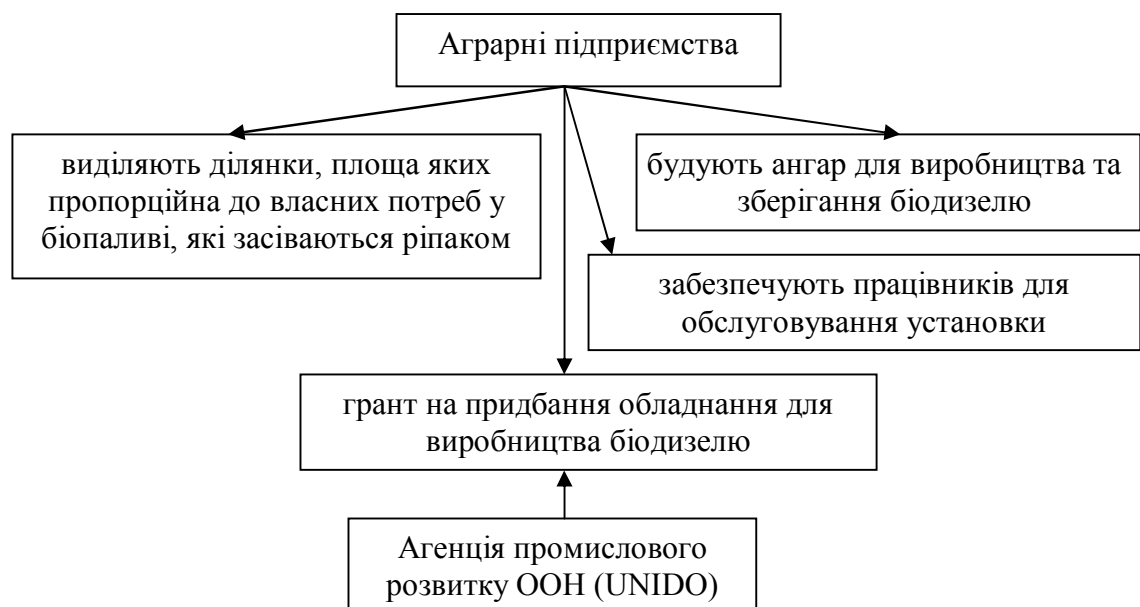 Аграрні підприємства
виділяють ділянки, площа яких
пропорційна до власних потреб у
біопаливі, які засіваються ріпаком
будують ангар для виробництва та
зберігання біодизелю
забезпечують працівників для
обслуговування установки
грант на придбання обладнання для
виробництва біодизелю
Агенція промислового
розвитку ООН (UNIDO)